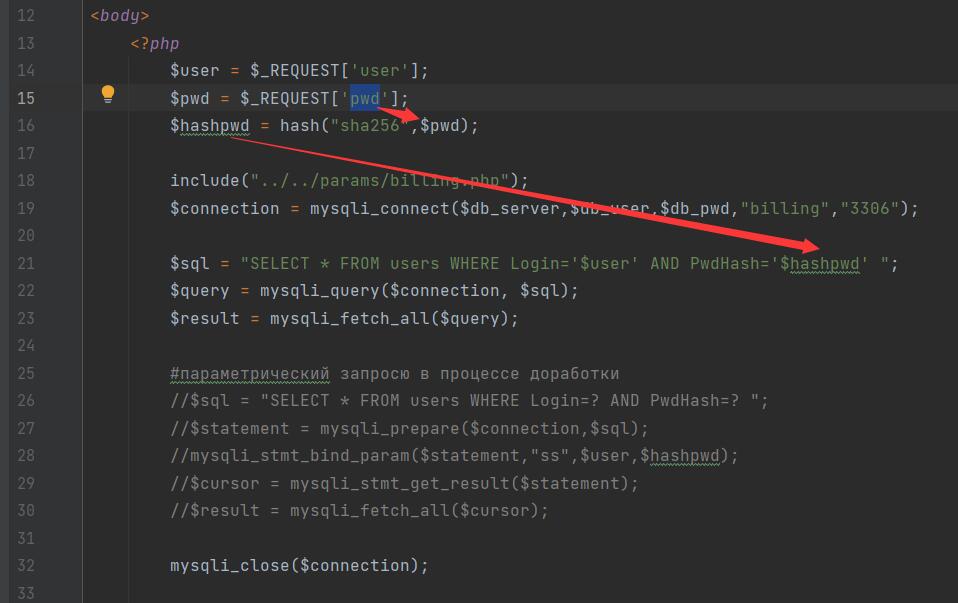 12 <body>
13 <?php
14 $user = $_REQUEST['user'];
15 $pwd = $_REQUEST['pwd'];
16 $hashpwd = hash("sha256",$pwd);
17
18 include("../../params/billing.php");
19 $connection = mysqli_connect($db_server,$db_user,$db_pwd,"billing","3306");
20
21 $sql = "SELECT * FROM users WHERE Login='$user' AND PwdHash='$hashpwd' ";
22 $query = mysqli_query($connection, $sql);
23 $result = mysqli_fetch_all($query);
24
25 #параметрический запросю в процессе доработки
26 //$sql = "SELECT * FROM users WHERE Login=? AND PwdHash=? ";
27 //$statement = mysqli_prepare($connection,$sql);
28 //mysqli_stmt_bind_param($statement,"ss",$user,$hashpwd);
29 //$cursor = mysqli_stmt_get_result($statement);
30 //$result = mysqli_fetch_all($cursor);
31
32 mysqli_close($connection);
33